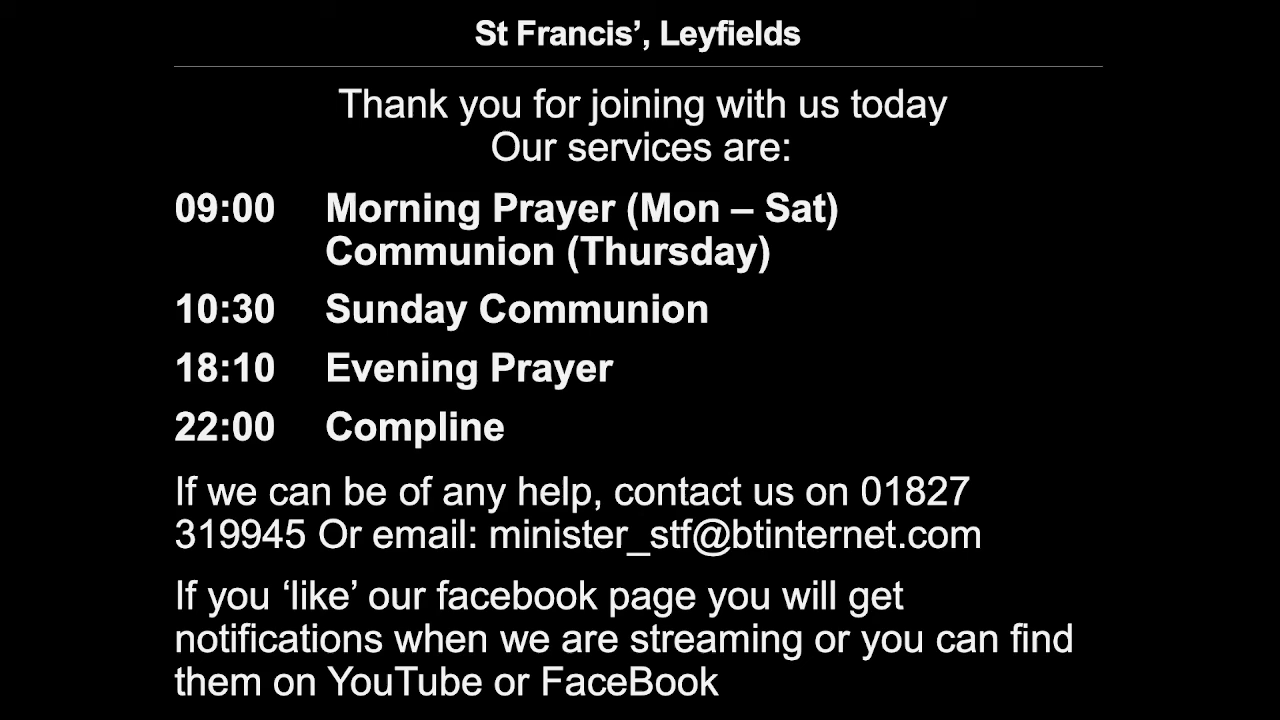 St Francis’, Leyfields
Thank you for joining with us today
Our services are:
09:00 Morning Prayer (Mon – Sat)
Communion (Thursday)
10:30 Sunday Communion
18:10 Evening Prayer
22:00 Compline
If we can be of any help, contact us on 01827
319945 Or email: minister_stf@btinternet.com
If you ‘like’ our facebook page you will get
notifications when we are streaming or you can find
them on YouTube or FaceBook